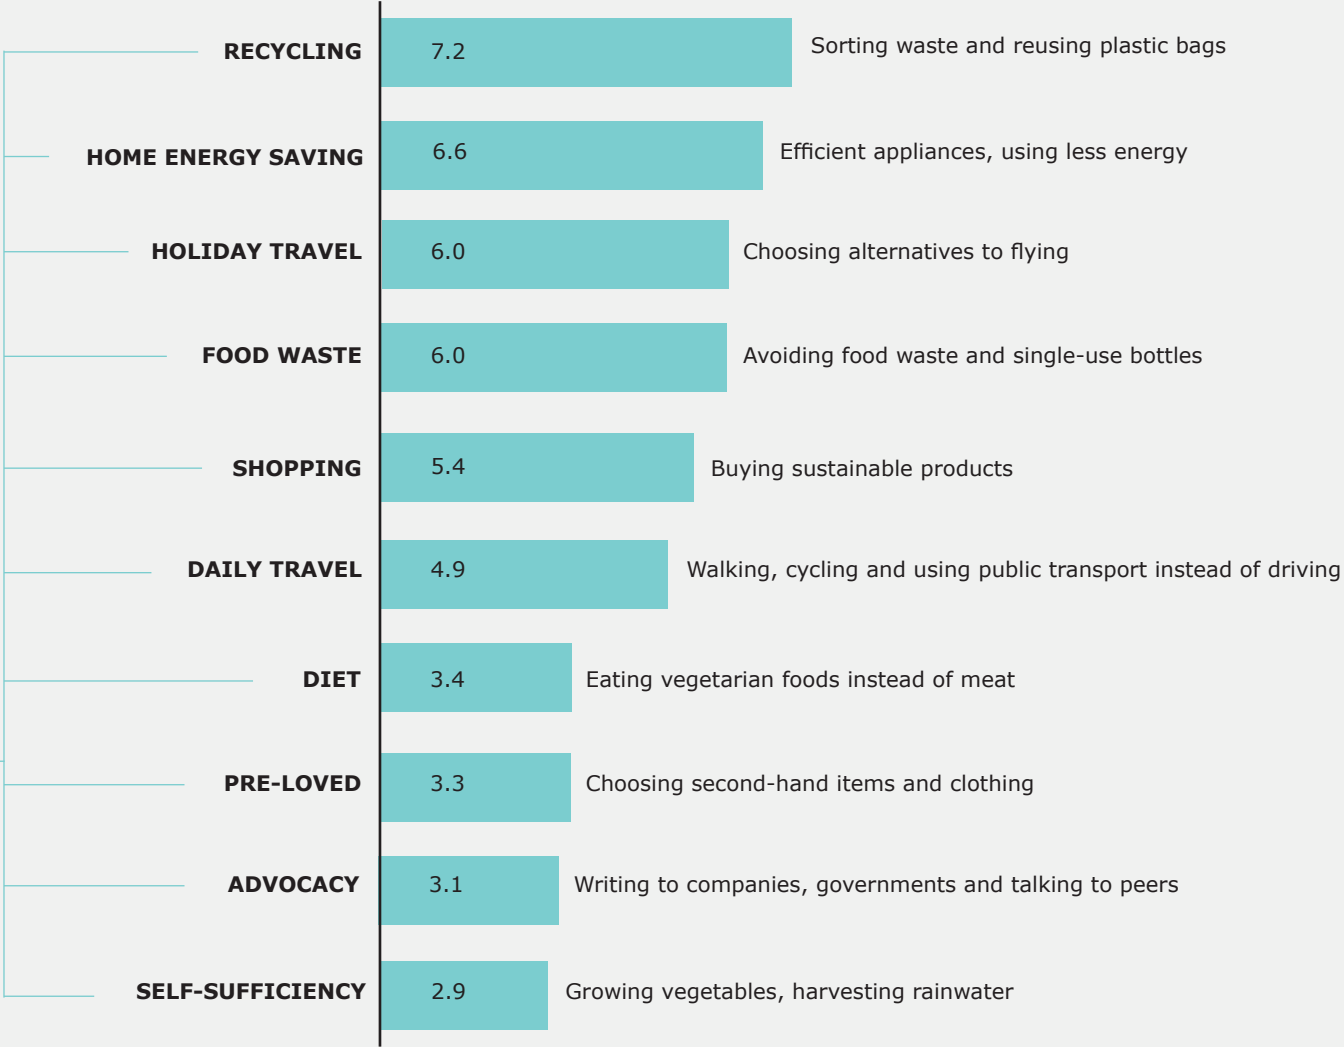 RECYCLING 7.2 Sorting waste and reusing plastic bags
HOME ENERGY SAVING 6.6 Efficient appliances, using less energy
HOLIDAY TRAVEL 6.0 Choosing alternatives to flying
FOOD WASTE 6.0 Avoiding food waste and single-use bottles
SHOPPING 5.4 Buying sustainable products
DAILY TRAVEL 4.9 Walking, cycling and using public transport instead of driving
DIET 3.4 Eating vegetarian foods instead of meat
PRE-LOVED 3.3 Choosing second-hand items and clothing
ADVOCACY 3.1 Writing to companies, governments and talking to peers
SELF-SUFFICIENCY 2.9 Growing vegetables, harvesting rainwater